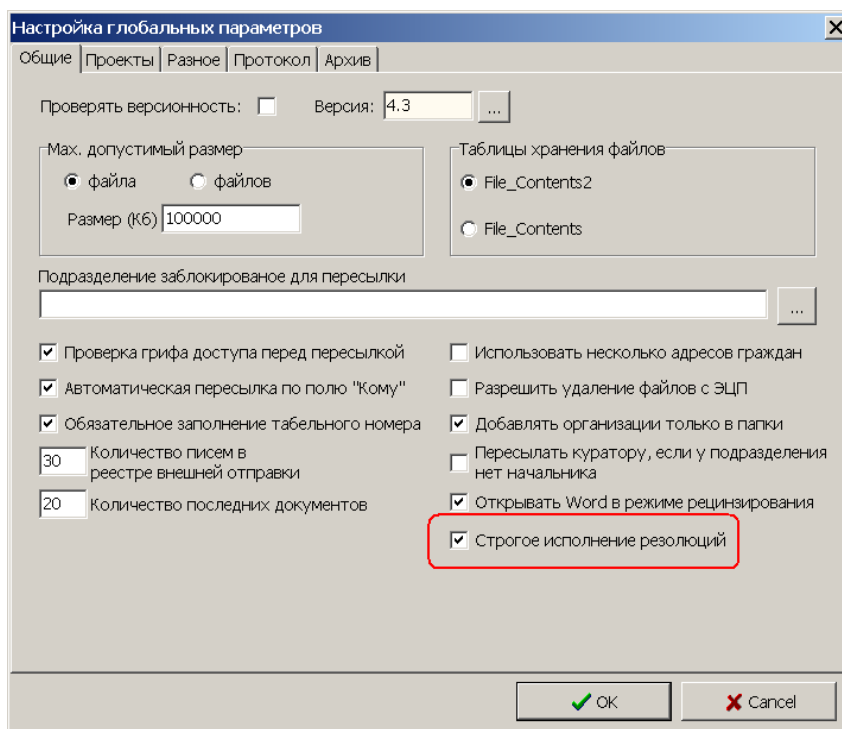 Настройка глобальных параметров
Общие Проекты Разное Протокол Архив
Проверять версионность: Версия: 4.3 ...
Мах. допустимый размер
файла файлов
Размер (Кб) 100000
Таблицы хранения файлов
File_Contents2
File_Contents
Подразделение заблокированое для пересылки
...
Проверка грифа доступа перед пересылкой
Автоматическая пересылка по полю "Кому"
Обязательное заполнение табельного номера
30 Количество писем в
реестре внешней отправки
20 Количество последних документов
Использовать несколько адресов граждан
Разрешить удаление файлов с ЭЦП
Добавлять организации только в папки
Пересылать куратору, если у подразделения
нет начальника
Открывать Word в режиме рецинзирования
Строгое исполнение резолюций
OK Cancel